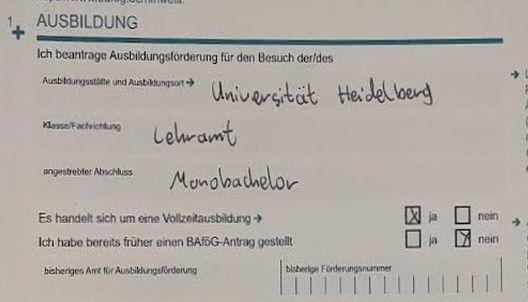 1 AUSBILDUNG
Ich beantrage Ausbildungsförderung für den Besuch der/des
Ausbildungsstätte und Ausbildungsort → Universität Heidelberg
Klasse/Fachrichtung Lehramt
angestrebter Abschluss Monobachelor
Es handelt sich um eine Vollzeitausbildung → ☒ ja ☐ nein
Ich habe bereits früher einen BAföG-Antrag gestellt ☐ ja ☒ nein
bisheriges Amt für Ausbildungsförderung bisherige Förderungsnummer